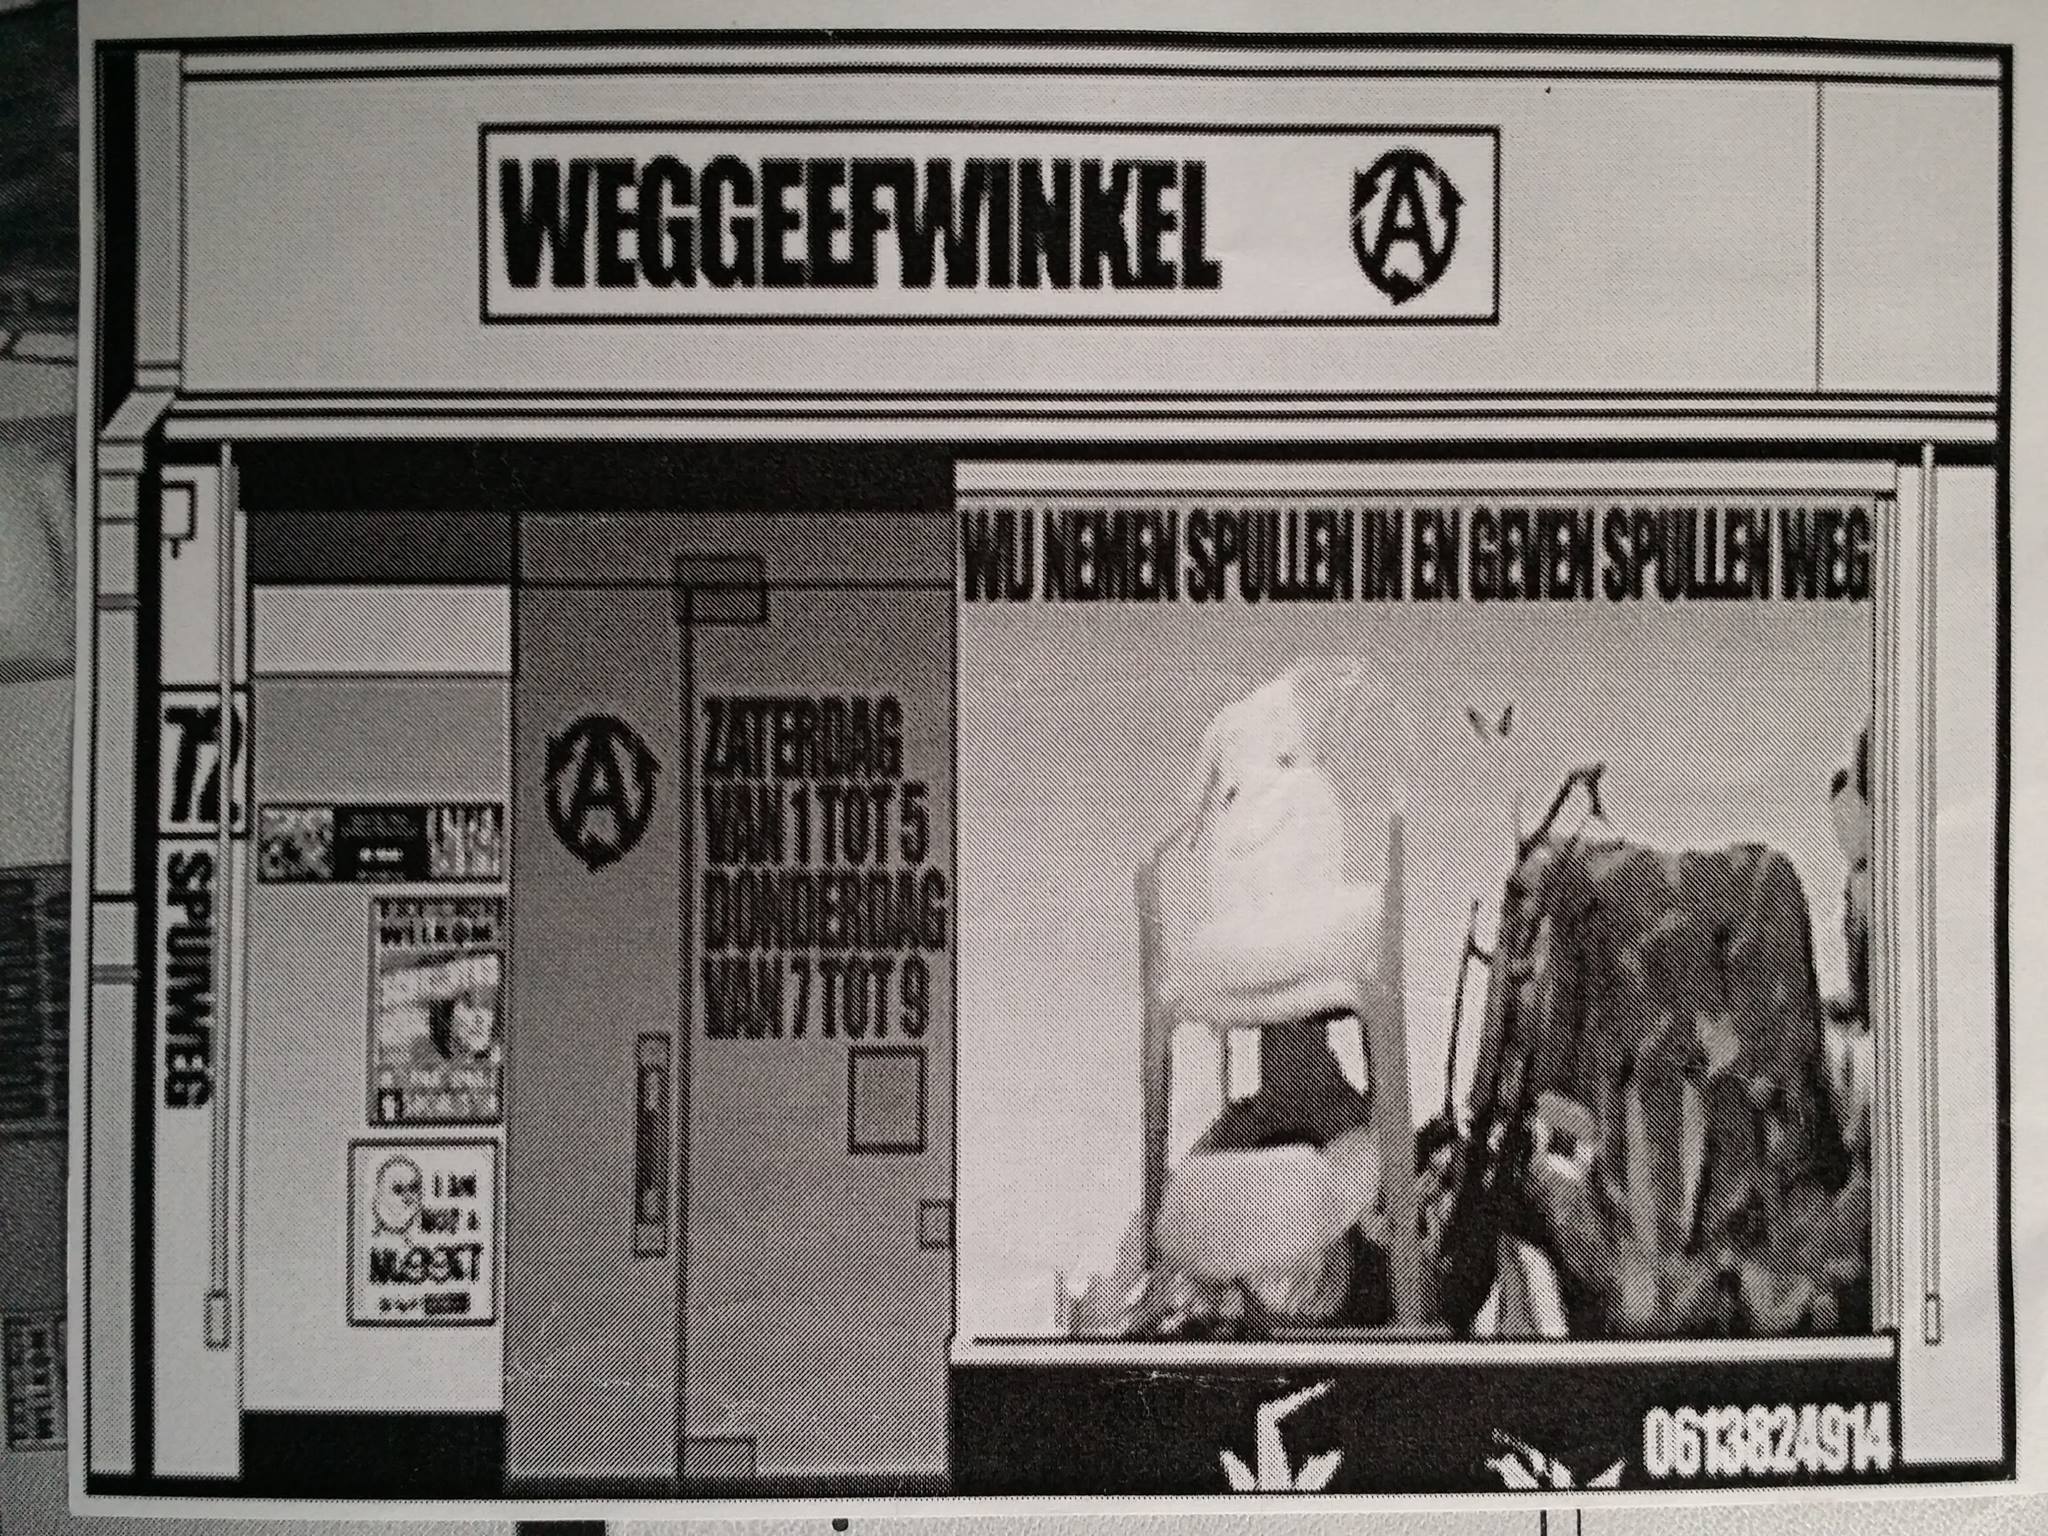 WEGGEEFWINKEL
A
WIJ NEMEN SPULLEN IN EN GEVEN SPULLEN WEG
72
SPUIWEG
A
ZATERDAG
VAN 1 TOT 5
DONDERDAG
VAN 7 TOT 9
WELKOM
I AM
NOT A
NUGGET
0613824914